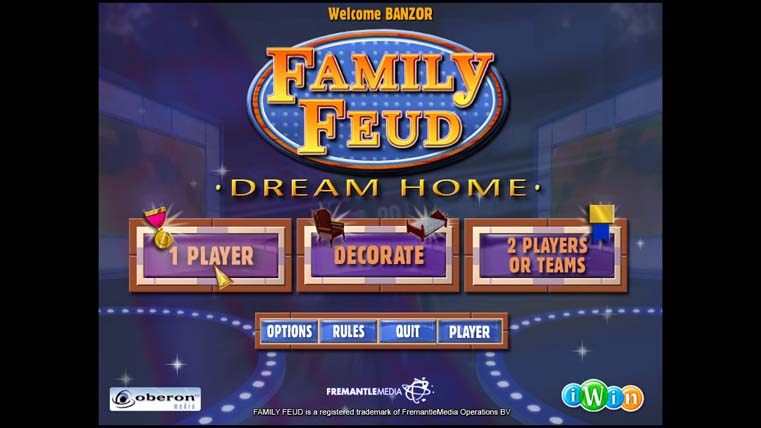 Welcome BANZOR
FAMILY
FEUD
· DREAM HOME ·
1 PLAYER
DECORATE
2 PLAYERS
OR TEAMS
OPTIONS
RULES
QUIT
PLAYER
oberon
media
FREMANTLEMEDIA
iWin
FAMILY FEUD is a registered trademark of FremantleMedia Operations BV